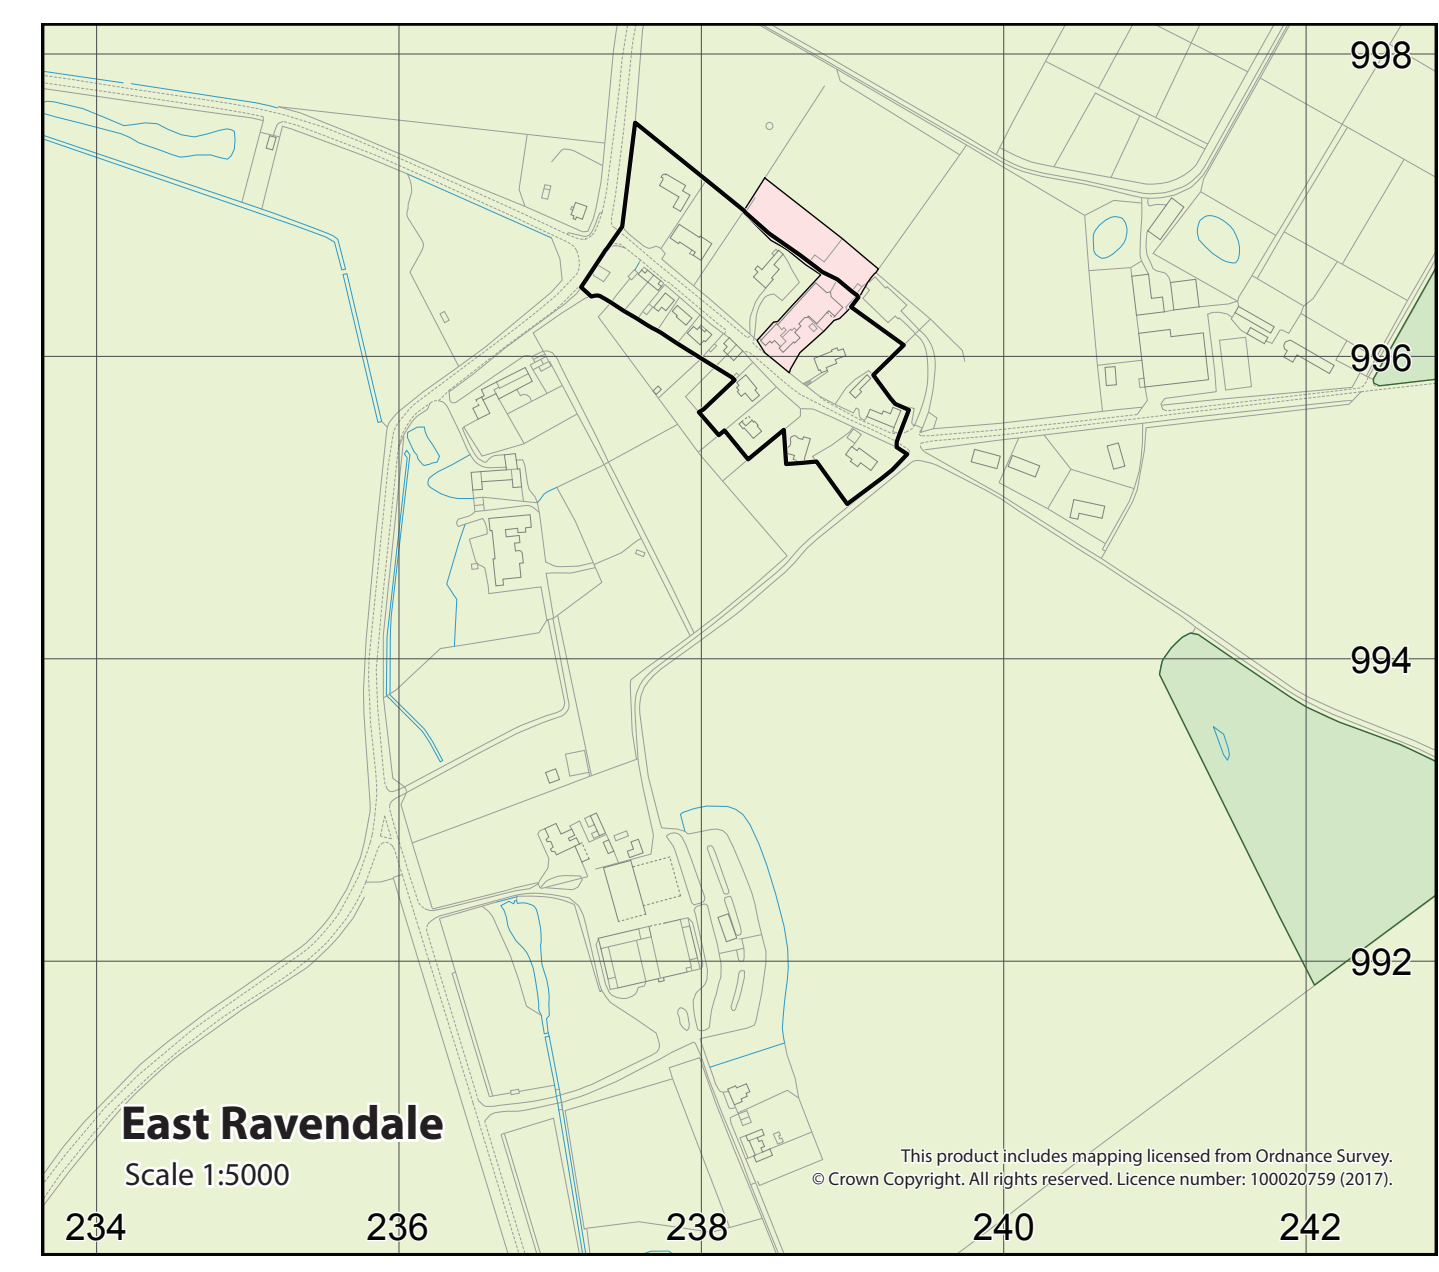 998
996
994
992
East Ravendale
Scale 1:5000
This product includes mapping licensed from Ordnance Survey.
© Crown Copyright. All rights reserved. Licence number: 100020759 (2017).
234 236 238 240 242